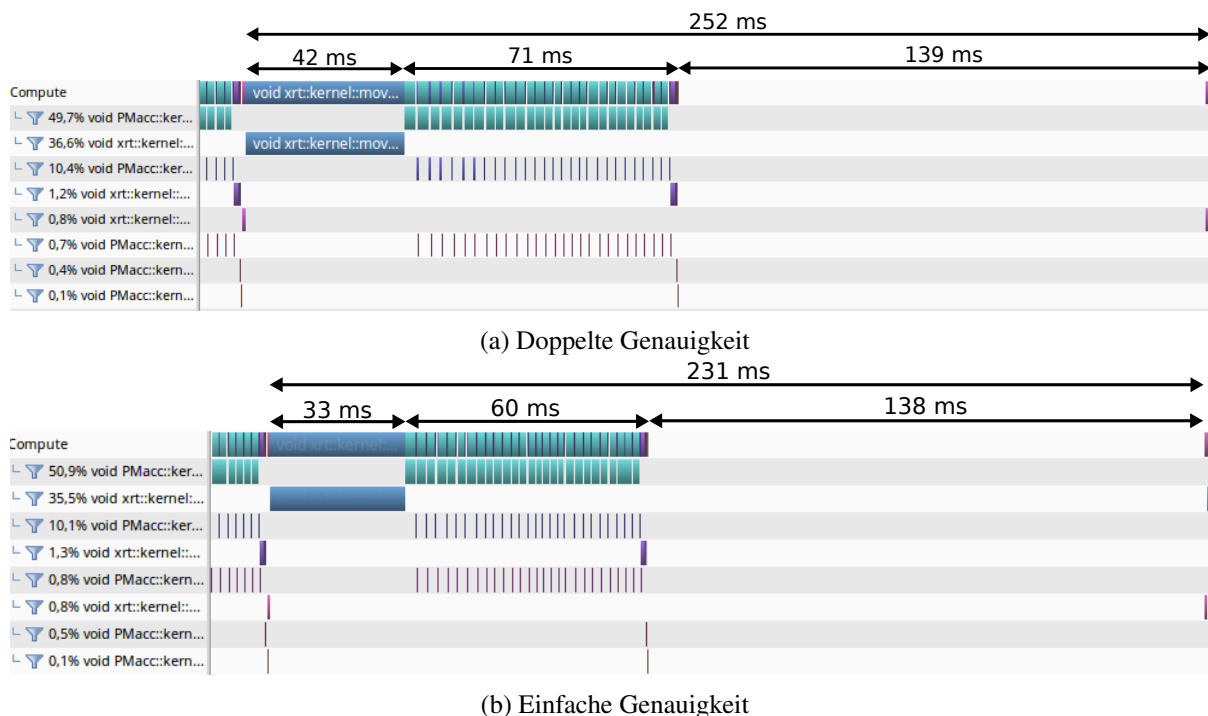 252 ms
42 ms 71 ms 139 ms
Compute void xrt::kernel::mov...
49,7% void PMacc::ker...
36,6% void xrt::kernel:... void xrt::kernel::mov...
10,4% void PMacc::ker...
1,2% void xrt::kernel::...
0,8% void xrt::kernel::...
0,7% void PMacc::kern...
0,4% void PMacc::kern...
0,1% void PMacc::kern...
(a) Doppelte Genauigkeit
231 ms
33 ms 60 ms 138 ms
Compute void xrt::kernel::...
50,9% void PMacc::ker...
35,5% void xrt::kernel:...
10,1% void PMacc::ker...
1,3% void xrt::kernel::...
0,8% void PMacc::kern...
0,8% void xrt::kernel::...
0,5% void PMacc::kern...
0,1% void PMacc::kern...
(b) Einfache Genauigkeit